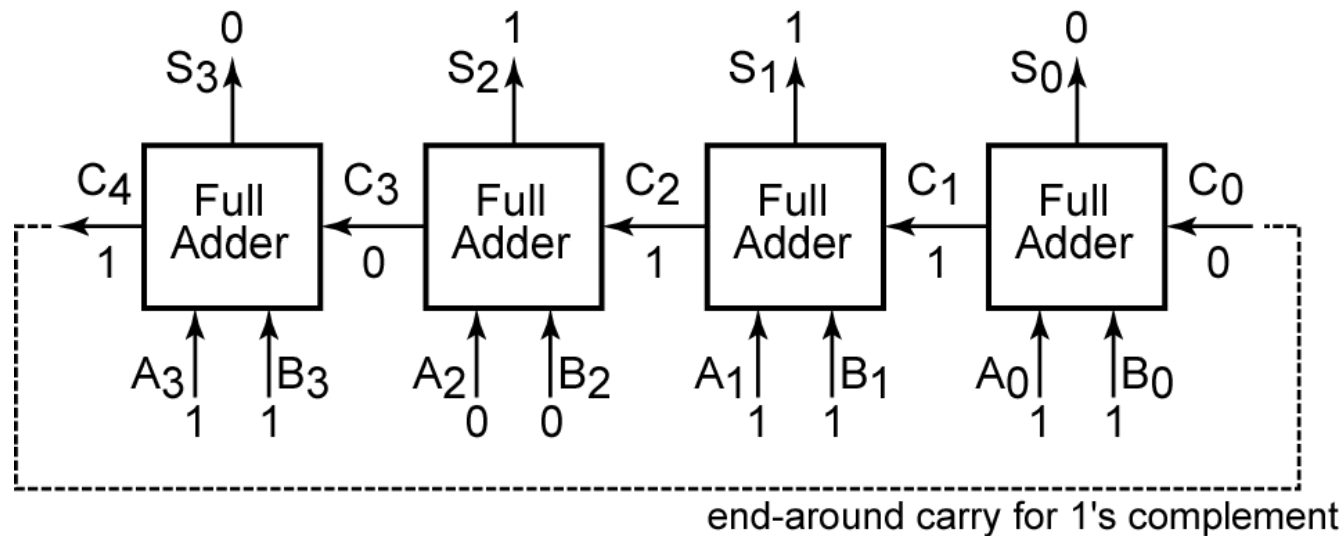 0 1 1 0
S3 S2 S1 S0
C4 Full Adder C3 Full Adder C2 Full Adder C1 Full Adder C0
1 0 1 1 0
A3 B3 A2 B2 A1 B1 A0 B0
1 1 0 0 1 1 1 1
end-around carry for 1's complement